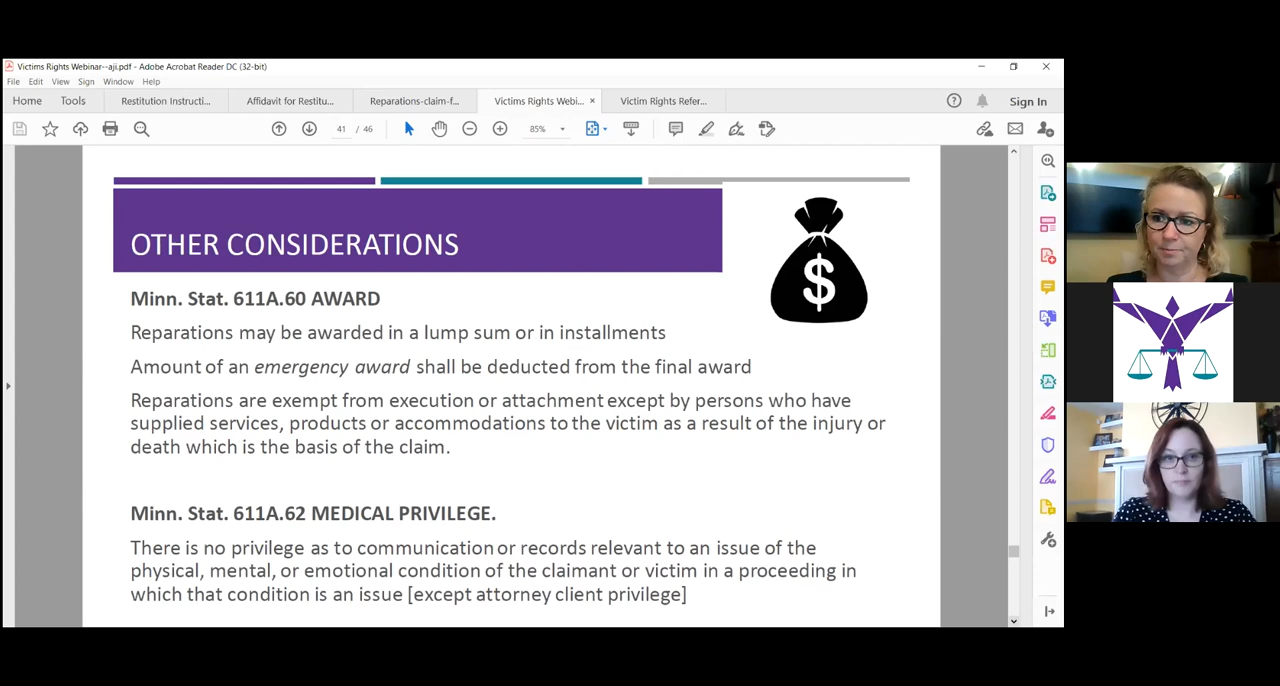 Victims Rights Webinar--aji.pdf - Adobe Acrobat Reader DC (32-bit)
File Edit View Sign Window Help
Home Tools Restitution Instructi... Affidavit for Restitu... Reparations-claim-f... Victims Rights Webi... × Victim Rights Refer... Sign In
41 / 46 85%
OTHER CONSIDERATIONS
$
Minn. Stat. 611A.60 AWARD
Reparations may be awarded in a lump sum or in installments
Amount of an emergency award shall be deducted from the final award
Reparations are exempt from execution or attachment except by persons who have
supplied services, products or accommodations to the victim as a result of the injury or
death which is the basis of the claim.
Minn. Stat. 611A.62 MEDICAL PRIVILEGE.
There is no privilege as to communication or records relevant to an issue of the
physical, mental, or emotional condition of the claimant or victim in a proceeding in
which that condition is an issue [except attorney client privilege]